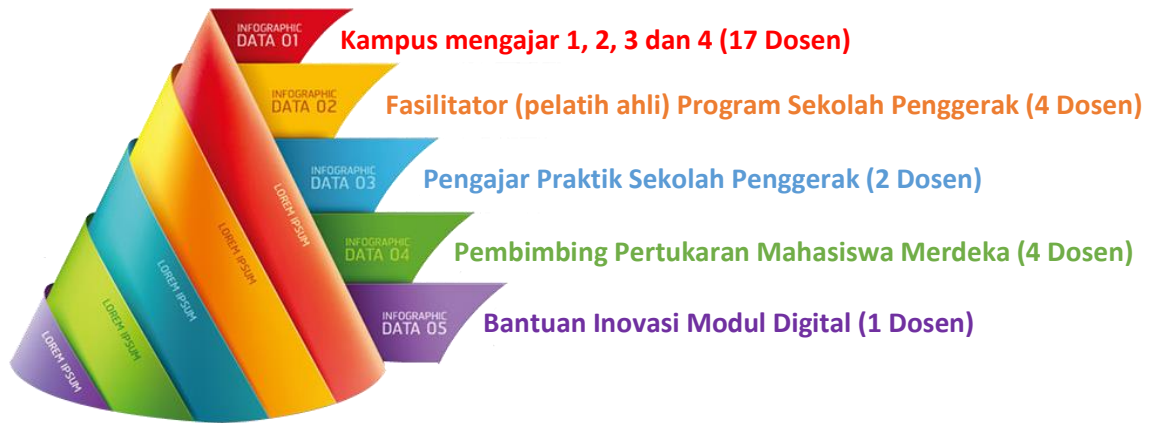 INFOGRAPHIC
DATA 01
Kampus mengajar 1, 2, 3 dan 4 (17 Dosen)
INFOGRAPHIC
DATA 02
Fasilitator (pelatih ahli) Program Sekolah Penggerak (4 Dosen)
INFOGRAPHIC
DATA 03
Pengajar Praktik Sekolah Penggerak (2 Dosen)
INFOGRAPHIC
DATA 04
Pembimbing Pertukaran Mahasiswa Merdeka (4 Dosen)
INFOGRAPHIC
DATA 05
Bantuan Inovasi Modul Digital (1 Dosen)
LOREM IPSUM
LOREM IPSUM
LOREM IPSUM
LOREM IPSUM
LOREM IPSUM